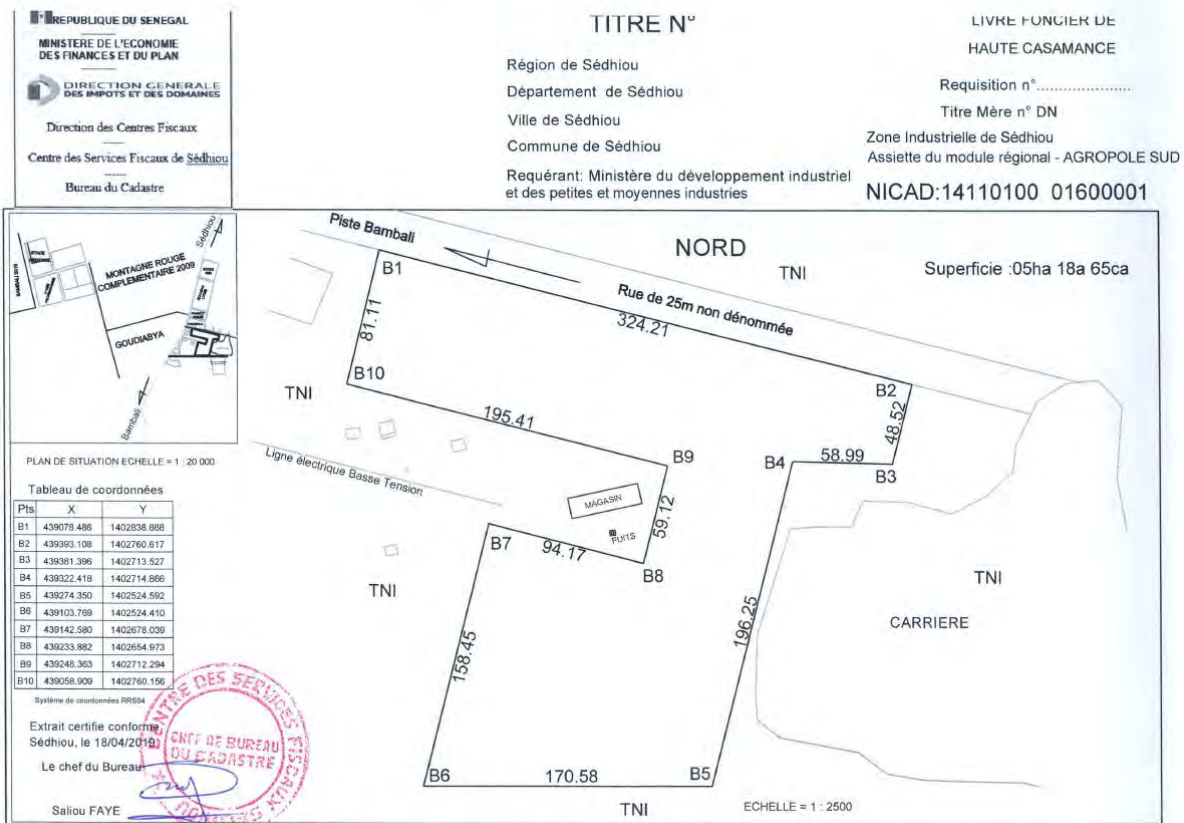 REPUBLIQUE DU SENEGAL
MINISTERE DE L'ECONOMIE
DES FINANCES ET DU PLAN
DIRECTION GENERALE
DES IMPOTS ET DES DOMAINES
Direction des Centres Fiscaux
Centre des Services Fiscaux de Sédhiou
Bureau du Cadastre
TITRE N°
Région de Sédhiou
Département de Sédhiou
Ville de Sédhiou
Commune de Sédhiou
Requérant: Ministère du développement industriel
et des petites et moyennes industries
LIVRE FONCIER DE
HAUTE CASAMANCE
Requisition n°......................
Titre Mère n° DN
Zone Industrielle de Sédhiou
Assiette du module régional - AGROPOLE SUD
NICAD:14110100 01600001
Sédhiou
MONTAGNE ROUGE
COMPLEMENTAIRE 2009
GOUDIABYA
Bambali
PLAN DE SITUATION ECHELLE = 1 : 20 000
Piste Bambali
NORD
TNI
Superficie :05ha 18a 65ca
Rue de 25m non dénommée
B1
324.21
81.11
B10
B2
48.52
TNI
195.41
B9
B4
58.99
B3
Ligne électrique Basse Tension
MAGASIN
59.12
PUITS
B7
94.17
B8
TNI
TNI
CARRIERE
196.25
158.45
B6
170.58
B5
TNI
ECHELLE = 1 : 2500
Tableau de coordonnées
Pts X Y
B1 439078.486 1402838.868
B2 439393.108 1402760.617
B3 439381.396 1402713.527
B4 439322.418 1402714.866
B5 439274.350 1402524.592
B6 439103.769 1402524.410
B7 439142.580 1402678.039
B8 439233.882 1402654.973
B9 439248.363 1402712.294
B10 439058.909 1402760.156
Système de coordonnées RRS04
Extrait certifie conforme
Sédhiou, le 18/04/2019
Le chef du Bureau
Saliou FAYE
CENTRE DES SERVICES FISCAUX
CHEF DE BUREAU
DU CADASTRE